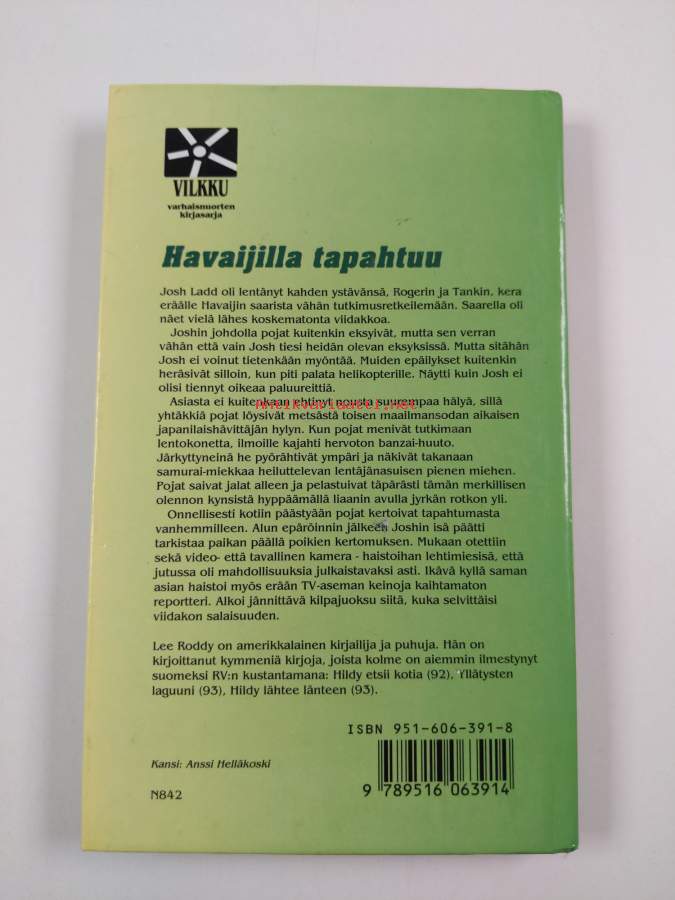 VILKKU
varhaisnuorten
kirjasarja
Havaijilla tapahtuu
Josh Ladd oli lentänyt kahden ystävänsä, Rogerin ja Tankin, kera
eräälle Havaijin saarista vähän tutkimusretkeilemään. Saarella oli
näet vielä lähes koskematonta viidakkoa.
Joshin johdolla pojat kuitenkin eksyivät, mutta sen verran
vähän että vain Josh tiesi heidän olevan eksyksissä. Mutta sitähän
Josh ei voinut tietenkään myöntää. Muiden epäilykset kuitenkin
heräsivät silloin, kun piti palata helikopterille. Näytti kuin Josh ei
olisi tiennyt oikeaa paluureittiä.
Asiasta ei kuitenkaan ehtinyt nousta suurempaa hälyä, sillä
Antikvariaatit.net
yhtäkkiä pojat löysivät metsästä toisen maailmansodan aikaisen
japanilaishävittäjän hylyn. Kun pojat menivät tutkimaan
lentokonetta, ilmoille kajahti hervoton banzai-huuto.
Järkyttyneinä he pyörähtivät ympäri ja näkivät takanaan
samurai-miekkaa heiluttelevan lentäjänasuisen pienen miehen.
Pojat saivat jalat alleen ja pelastuivat täpärästi tämän merkillisen
olennon kynsistä hyppäämällä liaanin avulla jyrkän rotkon yli.
Onnellisesti kotiin päästyään pojat kertoivat tapahtumasta
vanhemmilleen. Alun epäröinnin jälkeen Joshin isä päätti
tarkistaa paikan päällä poikien kertomuksen. Mukaan otettiin
sekä video- että tavallinen kamera - haistoihan lehtimiesisä, että
jutussa oli mahdollisuuksia julkaistavaksi asti. Ikävä kyllä saman
asian haistoi myös erään TV-aseman keinoja kaihtamaton
reportteri. Alkoi jännittävä kilpajuoksu siitä, kuka selvittäisi
viidakon salaisuuden.
Lee Roddy on amerikkalainen kirjailija ja puhuja. Hän on
kirjoittanut kymmeniä kirjoja, joista kolme on aiemmin ilmestynyt
suomeksi RV:n kustantamana: Hildy etsii kotia (92), Yllätysten
laguuni (93), Hildy lähtee länteen (93).
ISBN 951-606-391-8
Kansi: Anssi Helläkoski
9 789516 063914
N842